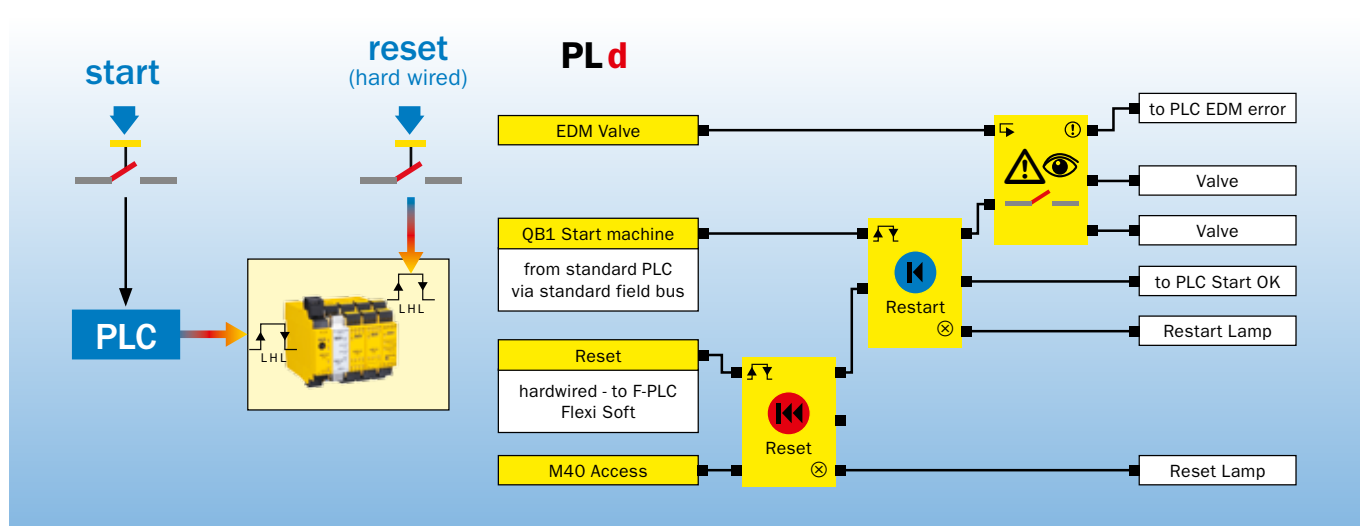 start
reset
(hard wired)
PLC
LHL
LHL
PLd
EDM Valve
QB1 Start machine
from standard PLC
via standard field bus
Reset
hardwired - to F-PLC
Flexi Soft
M40 Access
Reset
Restart
to PLC EDM error
Valve
Valve
to PLC Start OK
Restart Lamp
Reset Lamp